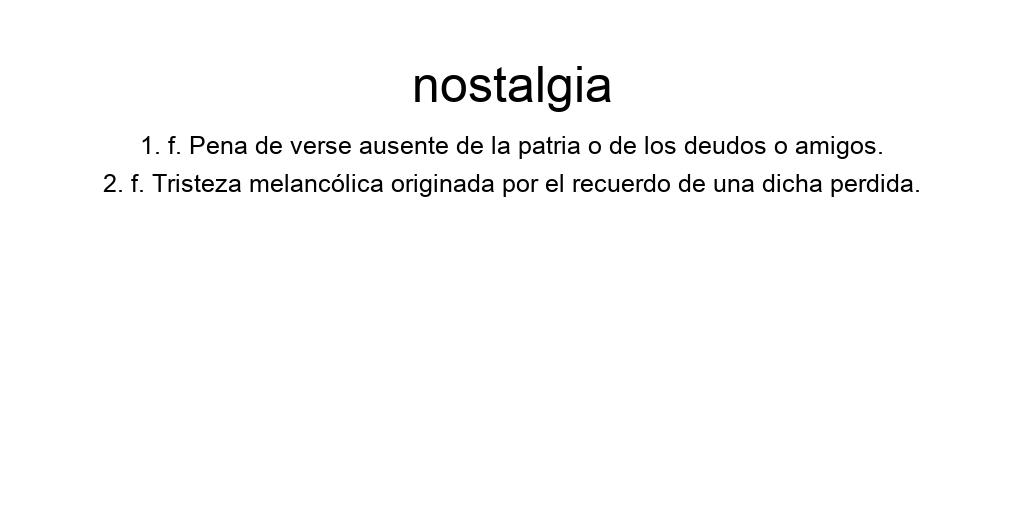 nostalgia
1. f. Pena de verse ausente de la patria o de los deudos o amigos.
2. f. Tristeza melancólica originada por el recuerdo de una dicha perdida.